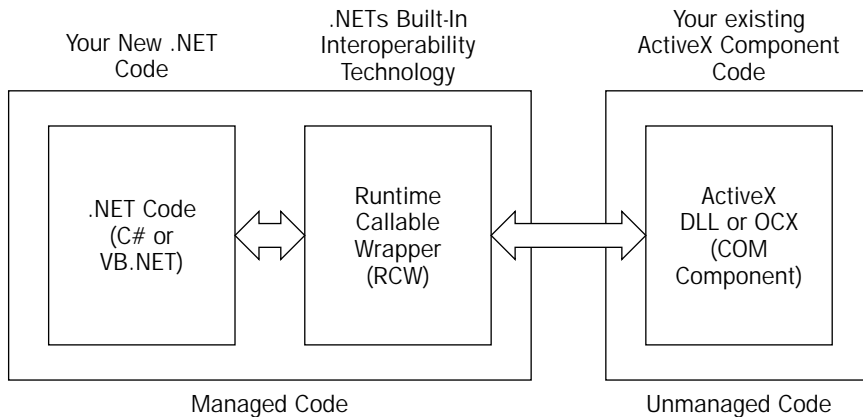 Your New .NET
Code
.NETs Built-In
Interoperability
Technology
Your existing
ActiveX Component
Code
.NET Code
(C# or
VB.NET)
Runtime
Callable
Wrapper
(RCW)
ActiveX
DLL or OCX
(COM
Component)
Managed Code
Unmanaged Code